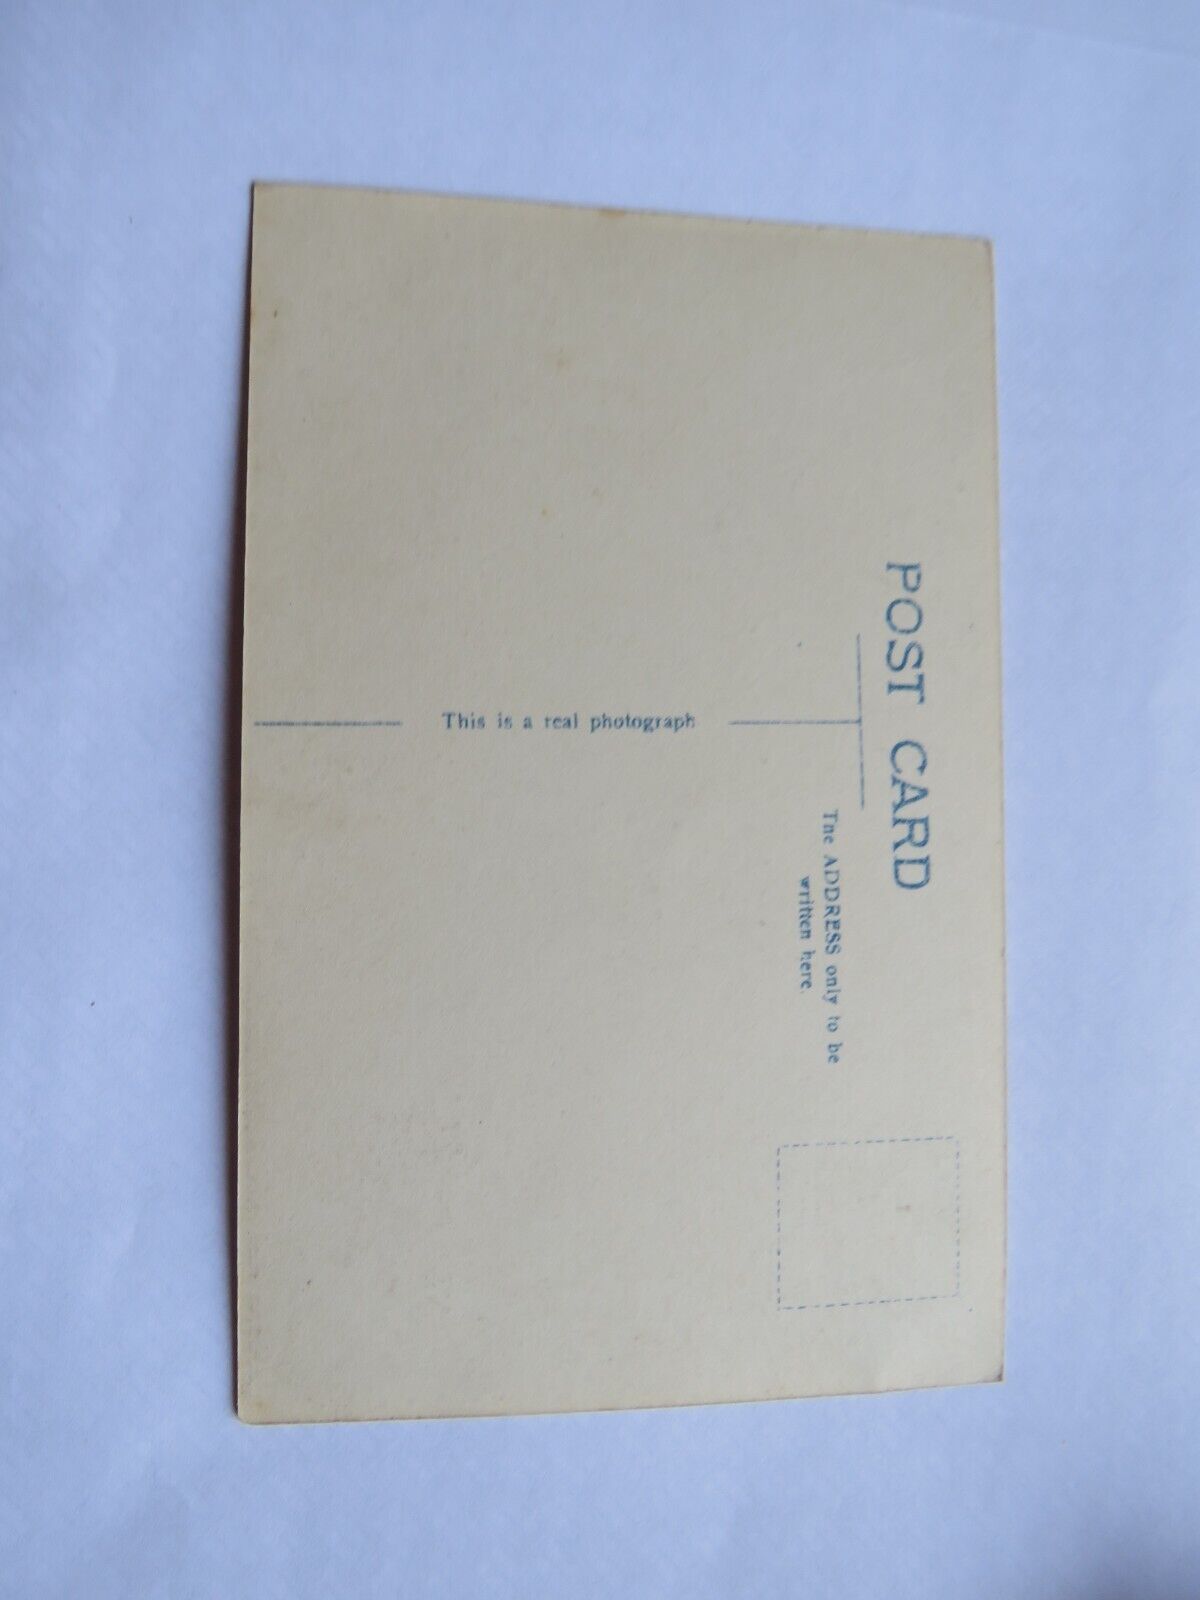 POST CARD
The ADDRESS only to be
written here.
This is a real photograph